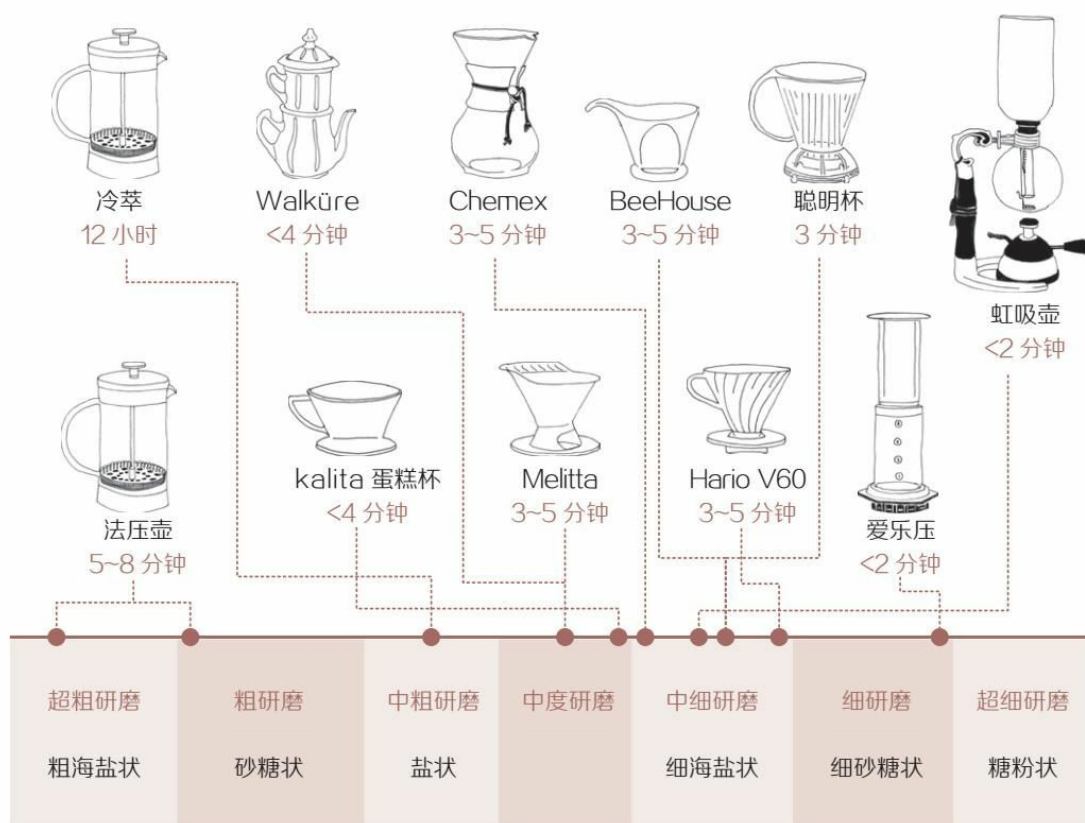 冷萃
12 小时
Walküre
<4 分钟
Chemex
3~5 分钟
BeeHouse
3~5 分钟
聪明杯
3 分钟
虹吸壶
<2 分钟
法压壶
5~8 分钟
kalita 蛋糕杯
<4 分钟
Melitta
3~5 分钟
Hario V60
3~5 分钟
爱乐压
<2 分钟
超粗研磨
粗研磨
中粗研磨
中度研磨
中细研磨
细研磨
超细研磨
粗海盐状
砂糖状
盐状
细海盐状
细砂糖状
糖粉状